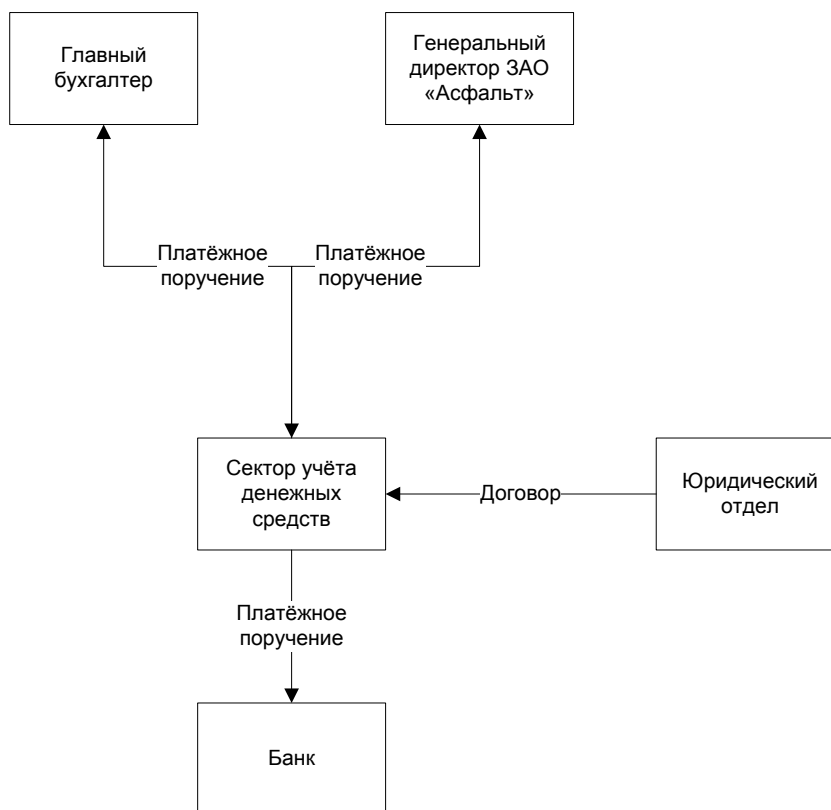 Главный
бухгалтер
Генеральный
директор ЗАО
«Асфальт»
Платёжное
поручение
Платёжное
поручение
Сектор учёта
денежных
средств
Договор
Юридический
отдел
Платёжное
поручение
Банк